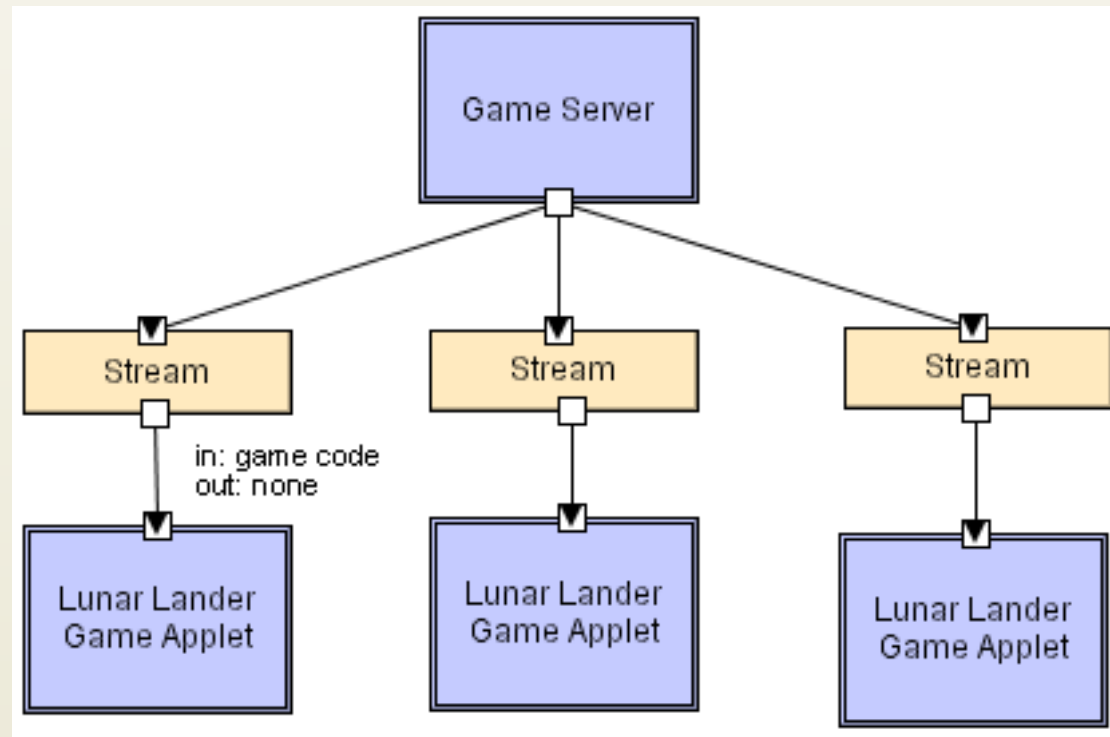 Game Server
Stream
Stream
Stream
in: game code
out: none
Lunar Lander
Game Applet
Lunar Lander
Game Applet
Lunar Lander
Game Applet